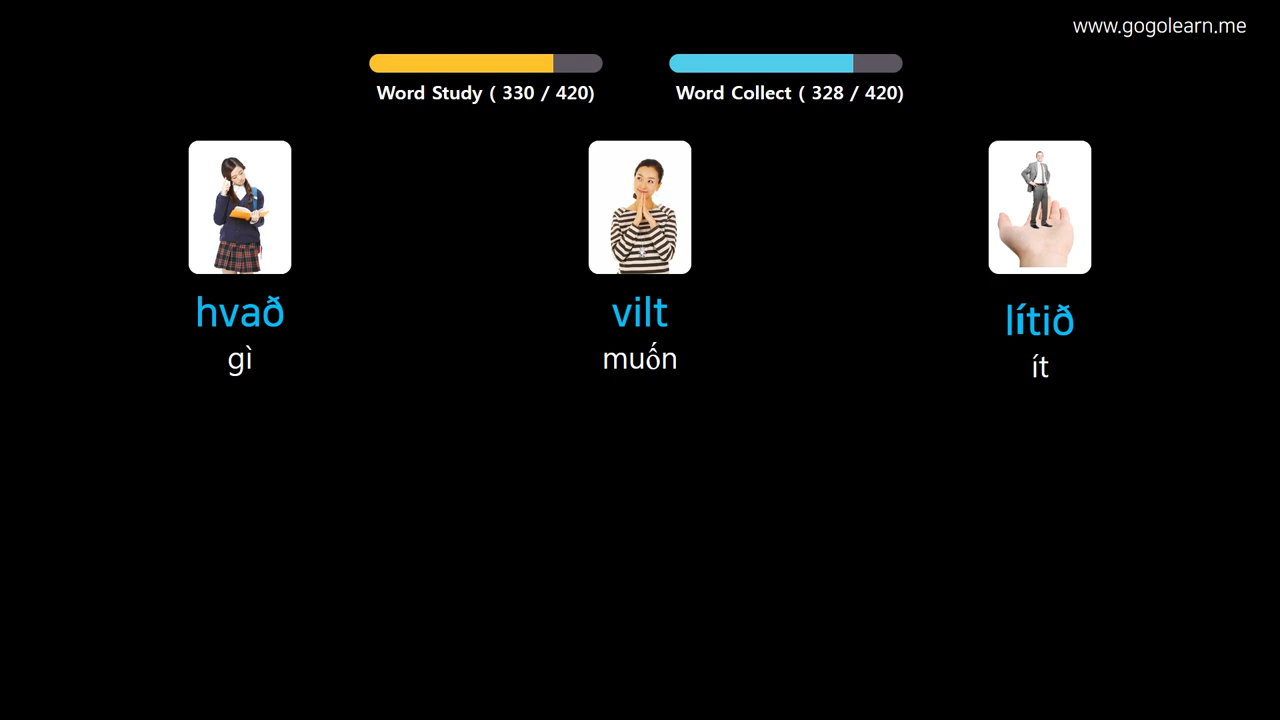 www.gogolearn.me
Word Study ( 330 / 420)
Word Collect ( 328 / 420)
hvað
gì
vilt
muốn
lítið
ít